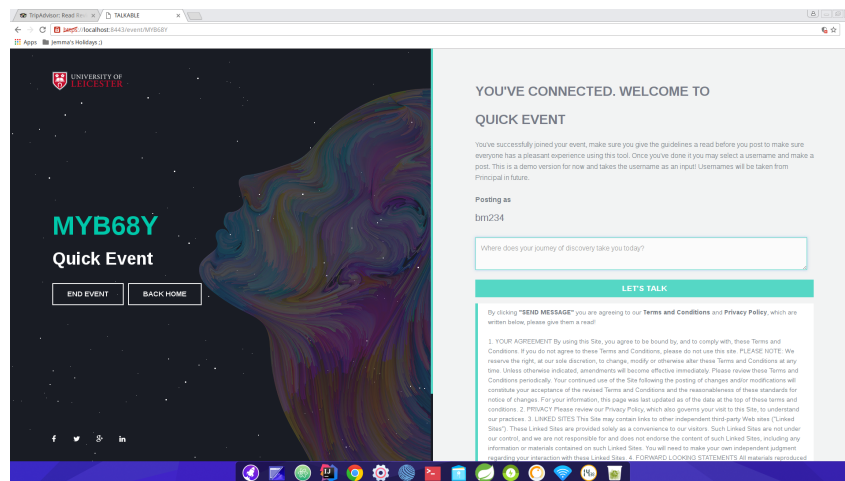 TripAdvisor: Read Rev
TALKABLE
https://localhost:8443/event/MYB68Y
Apps
Jemma's Holidays ;)
UNIVERSITY OF
LEICESTER
MYB68Y
Quick Event
END EVENT
BACK HOME
YOU'VE CONNECTED. WELCOME TO
QUICK EVENT
You've successfully joined your event, make sure you give the guidelines a read before you post to make sure
everyone has a pleasant experience using this tool. Once you've done it you may select a username and make a
post. This is a demo version for now and takes the username as an input! Usernames will be taken from
Principal in future.
Posting as
brn234
Where does your journey of discovery take you today?
LET'S TALK
By clicking "SEND MESSAGE" you are agreeing to our Terms and Conditions and Privacy Policy, which are
written below, please give them a read!
1. YOUR AGREEMENT By using this Site, you agree to be bound by, and to comply with, these Terms and
Conditions. If you do not agree to these Terms and Conditions, please do not use this site. PLEASE NOTE: We
reserve the right, at our sole discretion, to change, modify or otherwise alter these Terms and Conditions at any
time. Unless otherwise indicated, amendments will become effective immediately. Please review these Terms and
Conditions periodically. Your continued use of the Site following the posting of changes and/or modifications will
constitute your acceptance of the revised Terms and Conditions and the reasonableness of these standards for
notice of changes. For your information, this page was last updated as of the date at the top of these terms and
conditions. 2. PRIVACY Please review our Privacy Policy, which also governs your visit to this Site, to understand
our practices. 3. LINKED SITES This Site may contain links to other independent third-party Web sites ("Linked
Sites"). These Linked Sites are provided solely as a convenience to our visitors. Such Linked Sites are not under
our control, and we are not responsible for and does not endorse the content of such Linked Sites, including any
information or materials contained on such Linked Sites. You will need to make your own independent judgment
regarding your interaction with these Linked Sites. 4. FORWARD LOOKING STATEMENTS All materials reproduced